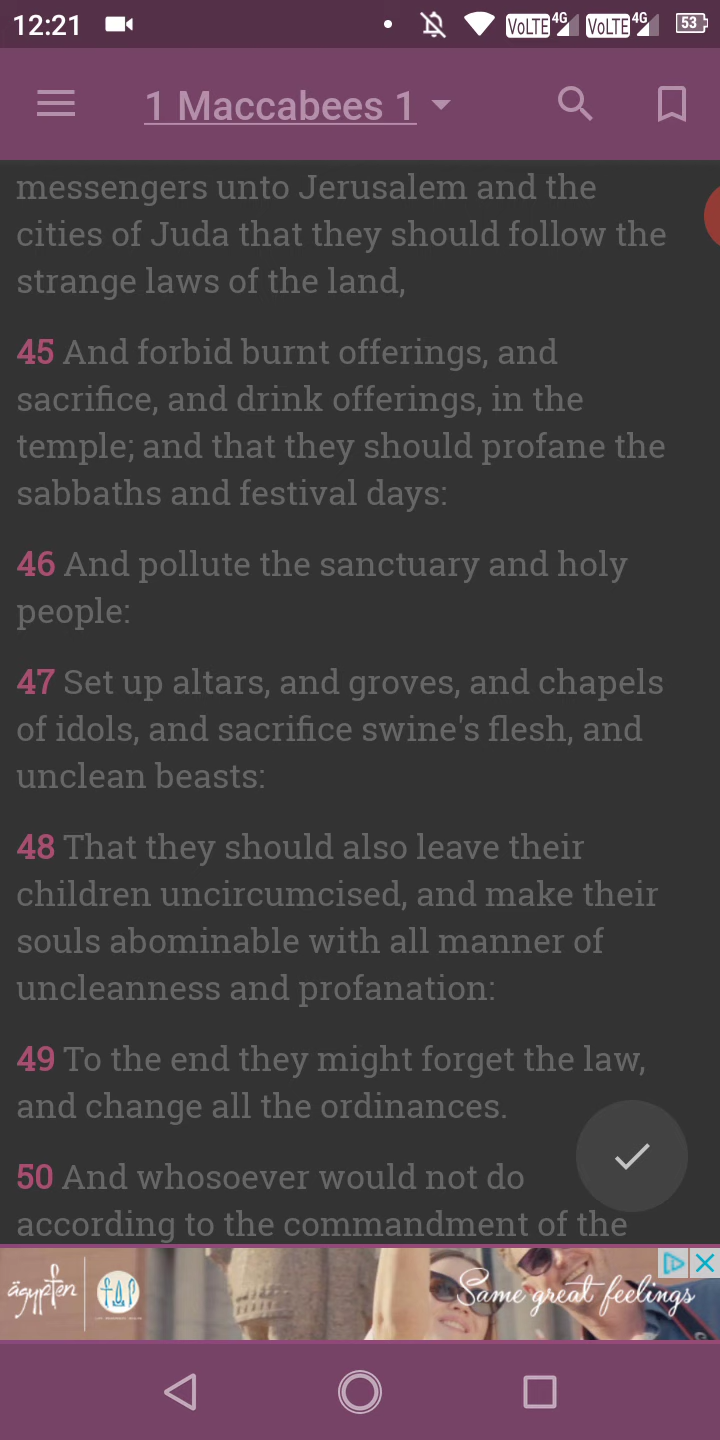 12:21
VoLTE 4G VoLTE 4G 53
1 Maccabees 1
messengers unto Jerusalem and the
cities of Juda that they should follow the
strange laws of the land,
45 And forbid burnt offerings, and
sacrifice, and drink offerings, in the
temple; and that they should profane the
sabbaths and festival days:
46 And pollute the sanctuary and holy
people:
47 Set up altars, and groves, and chapels
of idols, and sacrifice swine's flesh, and
unclean beasts:
48 That they should also leave their
children uncircumcised, and make their
souls abominable with all manner of
uncleanness and profanation:
49 To the end they might forget the law,
and change all the ordinances.
50 And whosoever would not do
according to the commandment of the
ägypten
Same great feelings